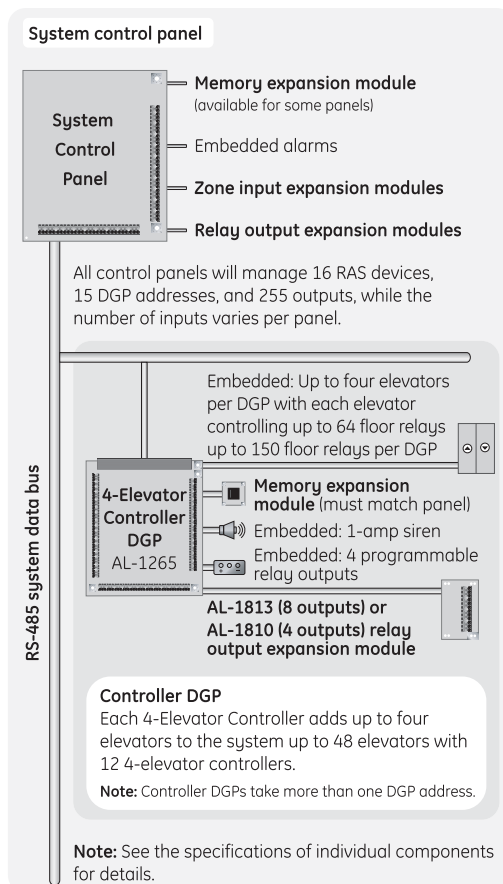 System control panel
System
Control
Panel
Memory expansion module
(available for some panels)
Embedded alarms
Zone input expansion modules
Relay output expansion modules
All control panels will manage 16 RAS devices,
15 DGP addresses, and 255 outputs, while the
number of inputs varies per panel.
RS-485 system data bus
Embedded: Up to four elevators
per DGP with each elevator
controlling up to 64 floor relays
up to 150 floor relays per DGP
4-Elevator
Controller
DGP
AL-1265
Memory expansion
module (must match panel)
Embedded: 1-amp siren
Embedded: 4 programmable
relay outputs
AL-1813 (8 outputs) or
AL-1810 (4 outputs) relay
output expansion module
Controller DGP
Each 4-Elevator Controller adds up to four
elevators to the system up to 48 elevators with
12 4-elevator controllers.
Note: Controller DGPs take more than one DGP address.
Note: See the specifications of individual components
for details.